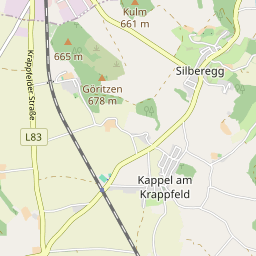 Kulm
661 m
665 m
Silberegg
Göritzen
678 m
Krappfelder Straße
L83
Kappel am
Krappfeld